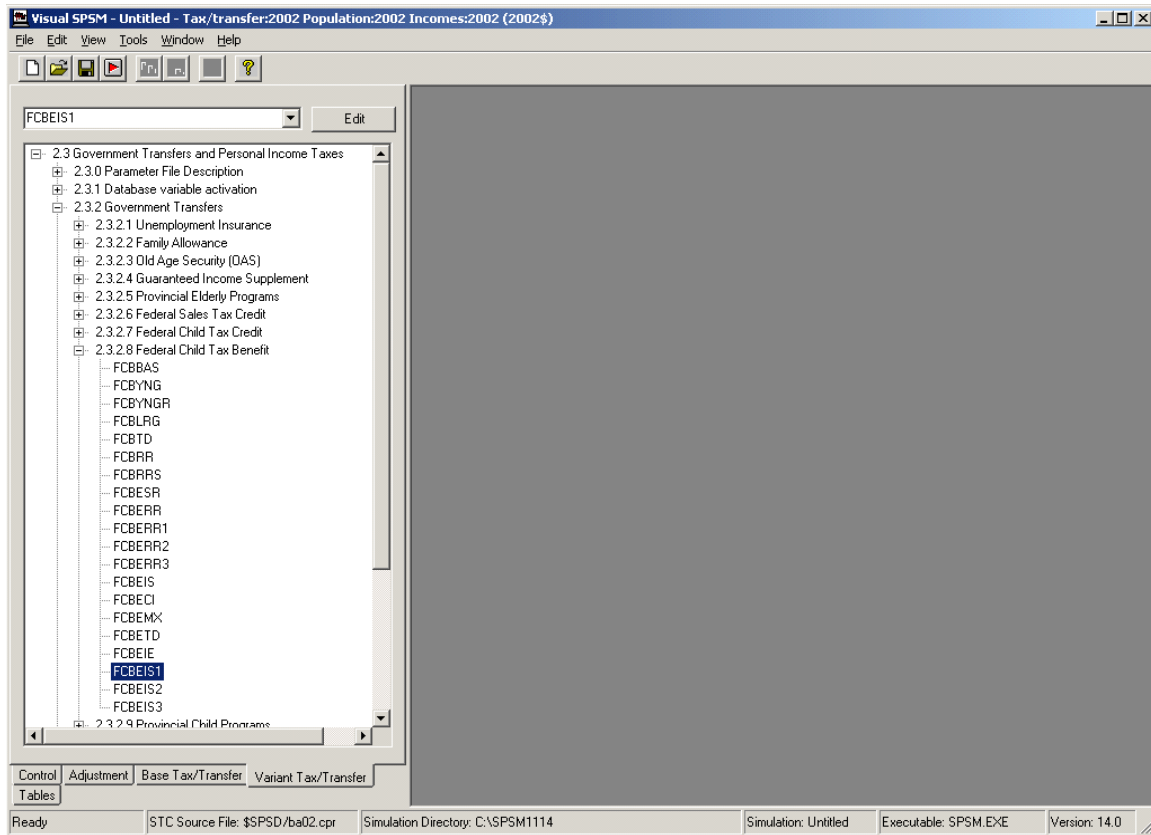 Visual SPSM - Untitled - Tax/transfer:2002 Population:2002 Incomes:2002 (2002$)
File Edit View Tools Window Help
FCBEIS1 Edit
2.3 Government Transfers and Personal Income Taxes
2.3.0 Parameter File Description
2.3.1 Database variable activation
2.3.2 Government Transfers
2.3.2.1 Unemployment Insurance
2.3.2.2 Family Allowance
2.3.2.3 Old Age Security (OAS)
2.3.2.4 Guaranteed Income Supplement
2.3.2.5 Provincial Elderly Programs
2.3.2.6 Federal Sales Tax Credit
2.3.2.7 Federal Child Tax Credit
2.3.2.8 Federal Child Tax Benefit
FCBBAS
FCBYNG
FCBYNGR
FCBLRG
FCBTD
FCBRR
FCBRRS
FCBESR
FCBERR
FCBERR1
FCBERR2
FCBERR3
FCBEIS
FCBECI
FCBEMX
FCBETD
FCBEIE
FCBEIS1
FCBEIS2
FCBEIS3
2.3.2.9 Provincial Child Programs
Control Adjustment Base Tax/Transfer Variant Tax/Transfer
Tables
Ready STC Source File: $SPSD/ba02.cpr Simulation Directory: C:\SPSM1114 Simulation: Untitled Executable: SPSM.EXE Version: 14.0